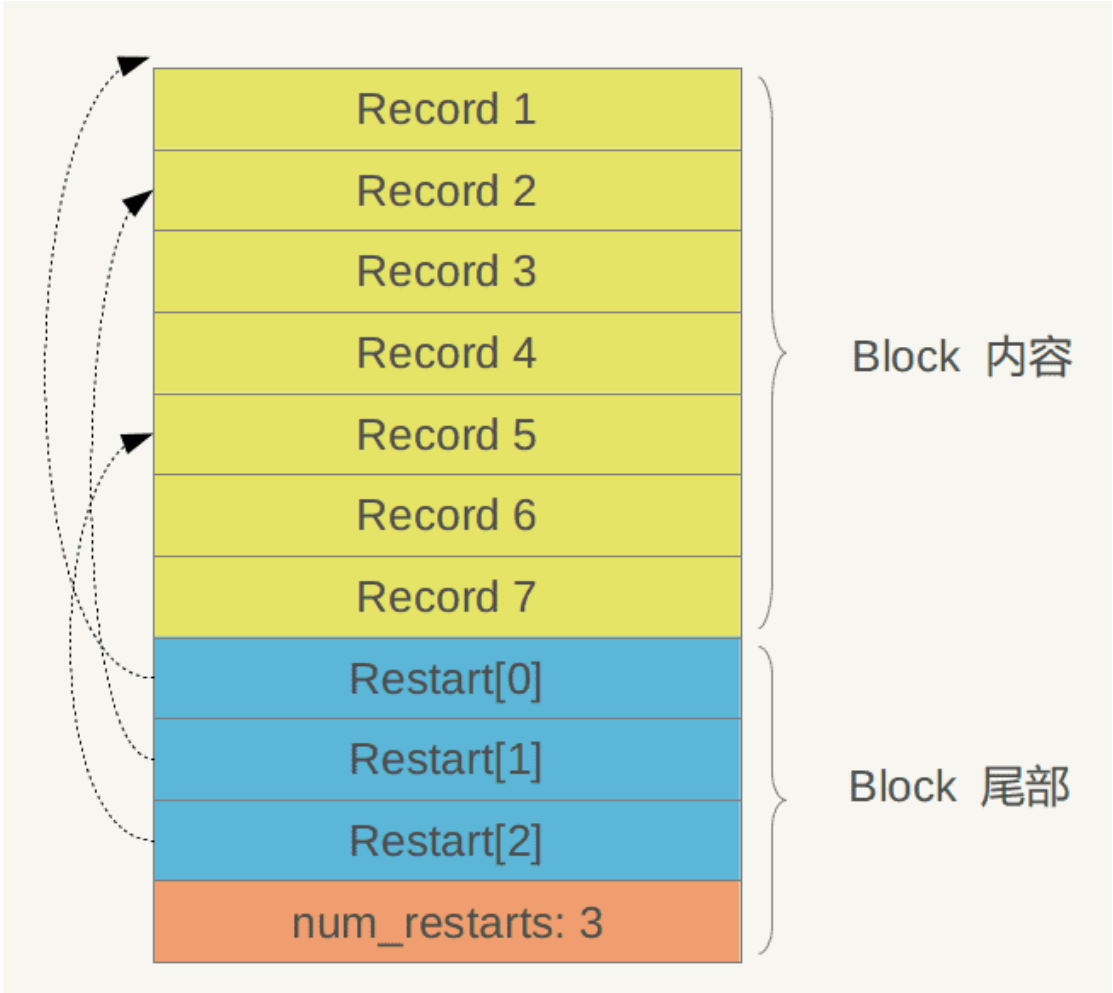 Record 1
Record 2
Record 3
Record 4
Record 5
Record 6
Record 7
Block 内容
Restart[0]
Restart[1]
Restart[2]
num_restarts: 3
Block 尾部